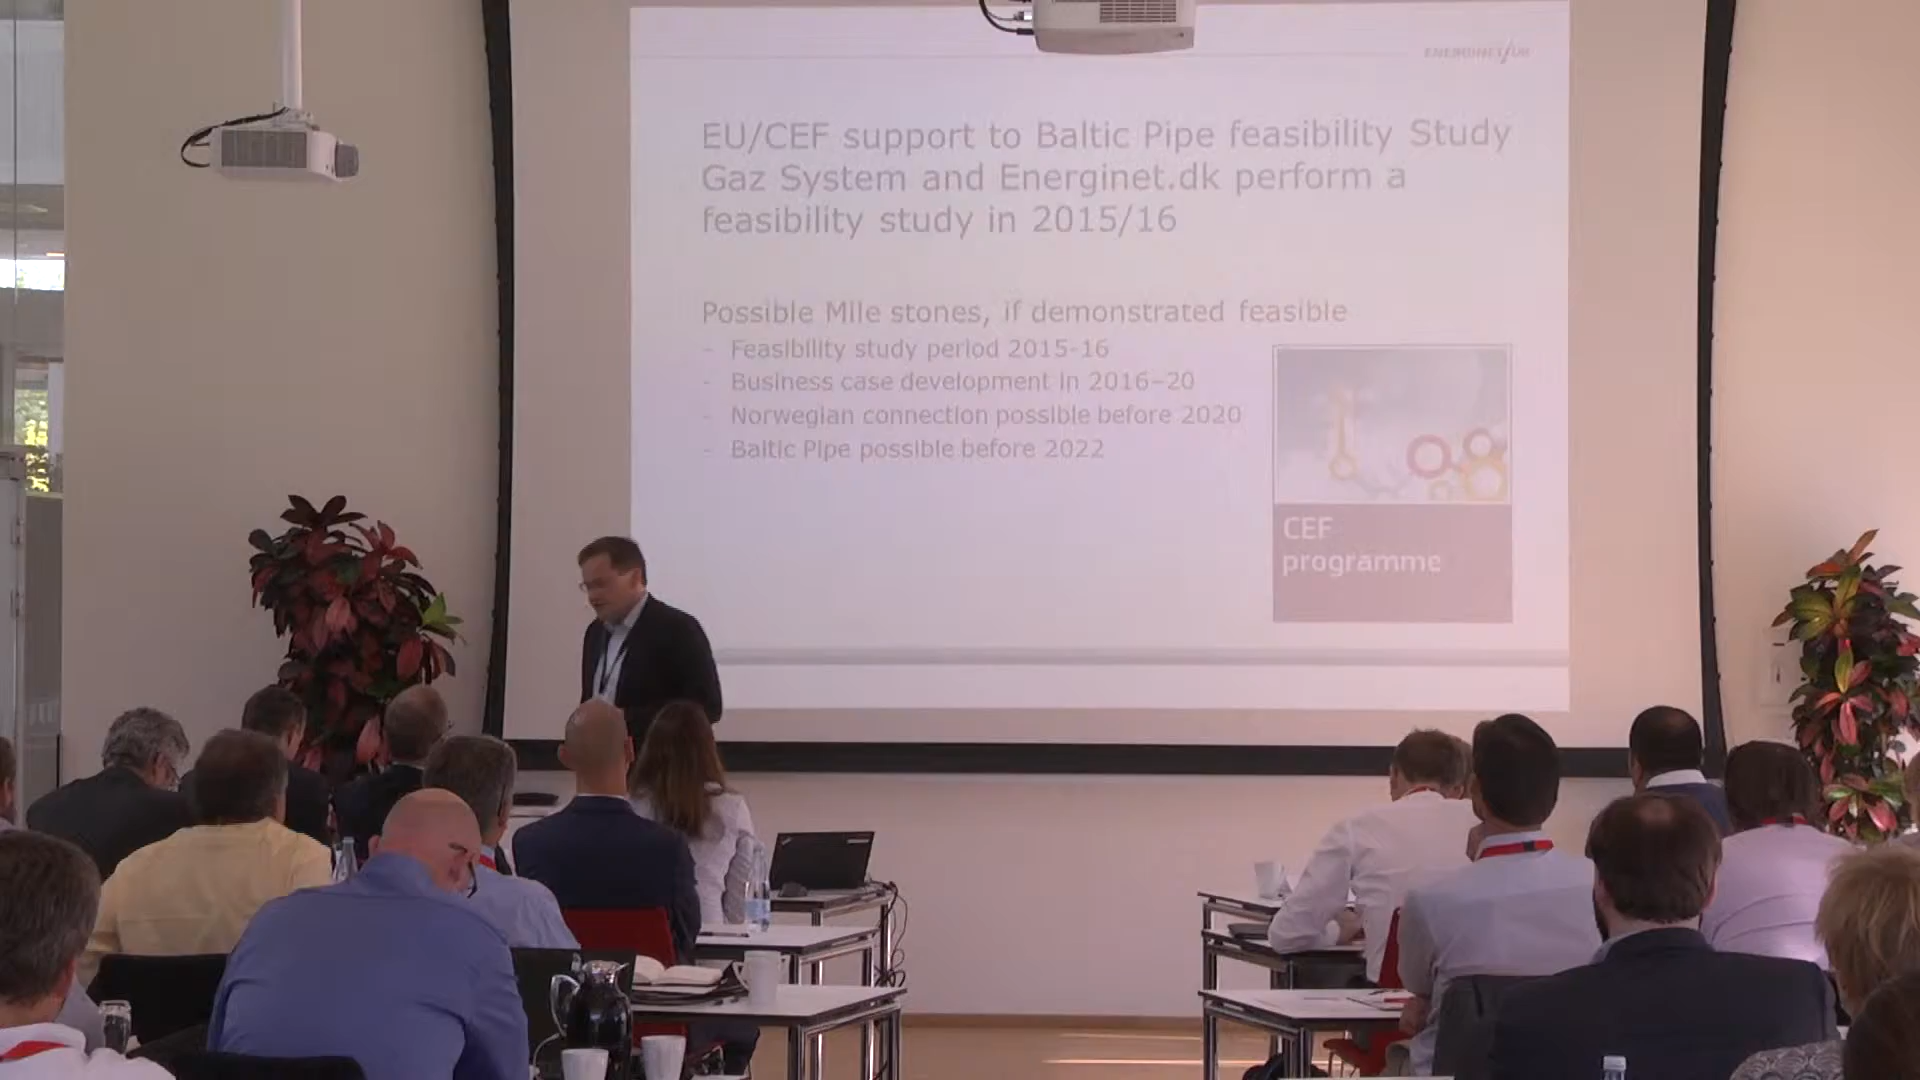 ENERGINET/DK
EU/CEF support to Baltic Pipe feasibility Study
Gaz System and Energinet.dk perform a
feasibility study in 2015/16
Possible Mile stones, if demonstrated feasible
- Feasibility study period 2015-16
- Business case development in 2016–20
- Norwegian connection possible before 2020
- Baltic Pipe possible before 2022
CEF
programme